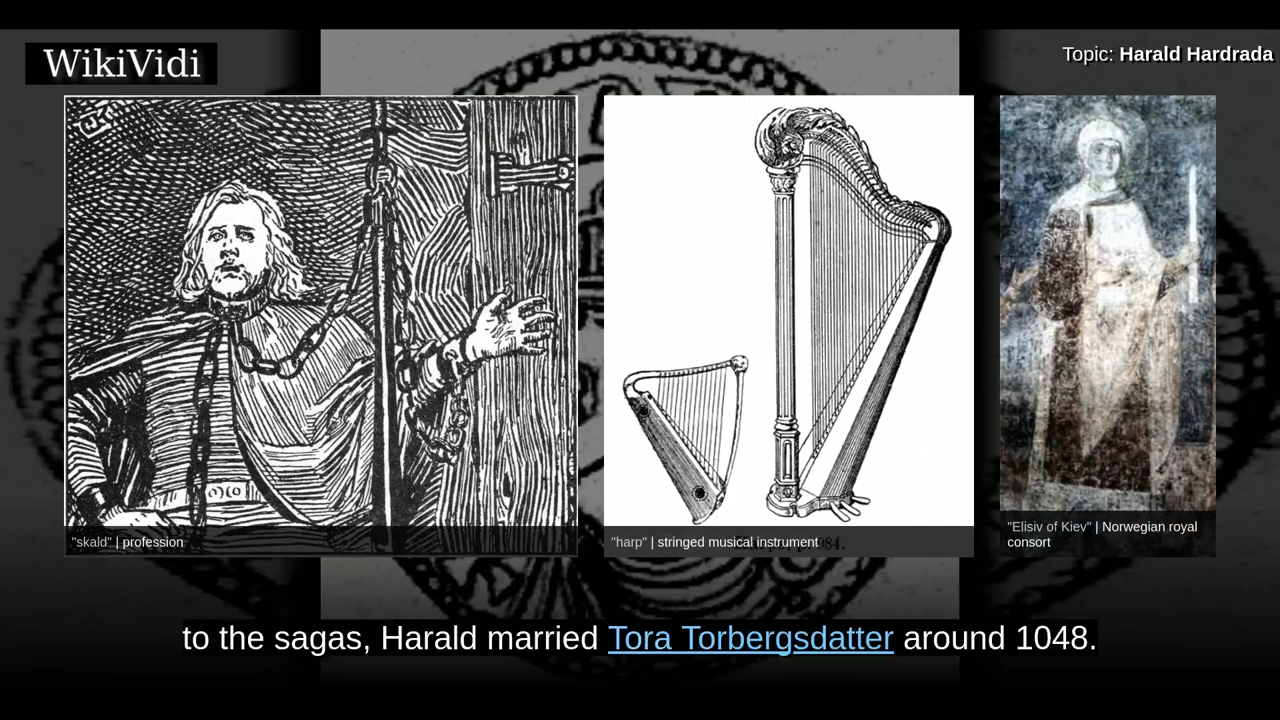 WikiVidi
Topic: Harald Hardrada
"skald" | profession
"harp" | stringed musical instrument
"Elisiv of Kiev" | Norwegian royal
consort
to the sagas, Harald married Tora Torbergsdatter around 1048.